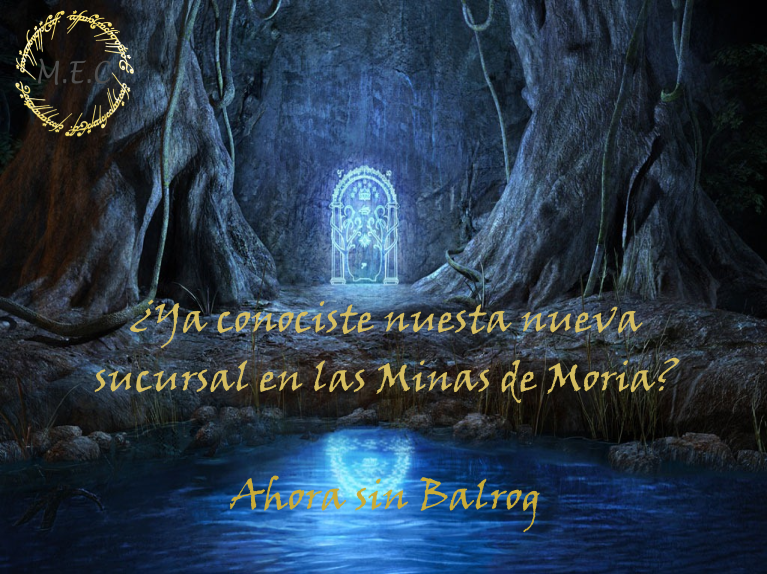 M.E.C
¿Ya conociste nuesta nueva
sucursal en las Minas de Moria?
Ahora sin Balrog